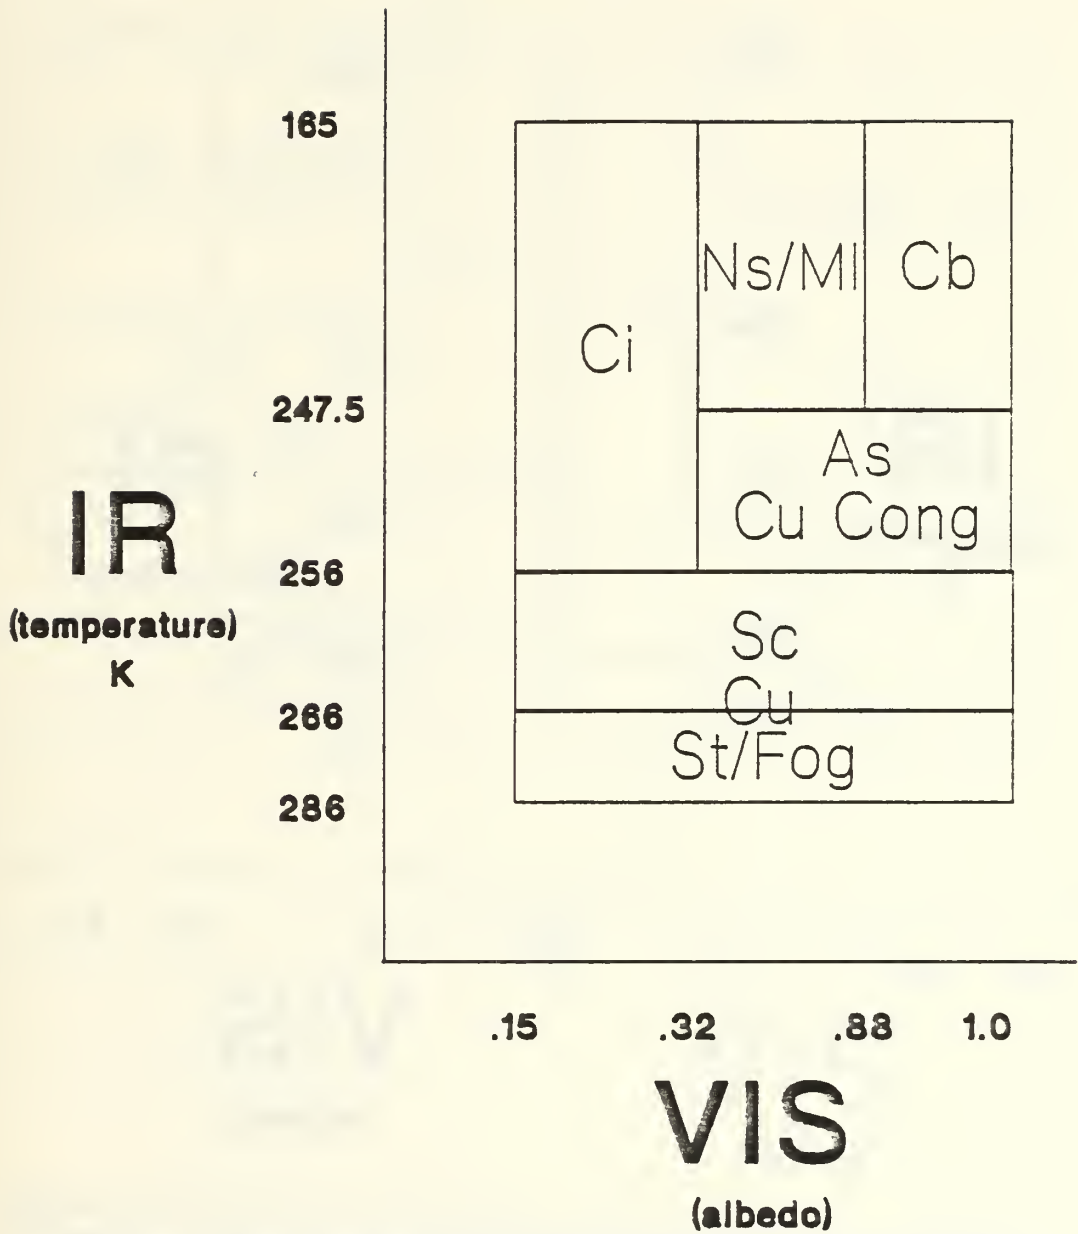 165
Ns/Ml
Cb
Ci
247.5
As
Cu Cong
IR
256
(temperature)
K
Sc
Cu
266
St/Fog
286
.15 .32 .88 1.0
VIS
(albedo)